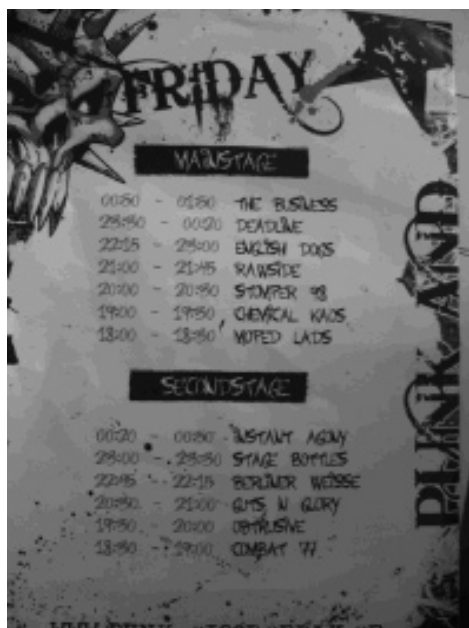 FRIDAY
MAINSTAGE
00:50 - 01:50 THE BUSINESS
23:30 - 00:20 DEADLINE
22:15 - 23:00 ENGLISH DOGS
21:00 - 21:45 RAWSIDE
20:00 - 20:30 STOMPER 98
19:00 - 19:30 CHEMICAL KAOS
18:00 - 18:30 MOPED LADS
SECONDSTAGE
00:20 - 00:50 INSTANT AGONY
23:00 - 23:30 STAGE BOTTLES
22:45 - 22:15 BERLINER WEISSE
20:30 - 21:00 GUTS N GLORY
19:30 - 20:00 OBTRUSIVE
18:30 - 19:00 COMBAT 77
PUNK AND